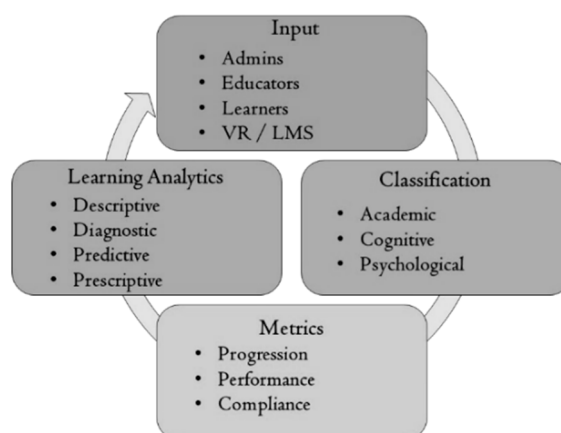 Input
• Admins
• Educators
• Learners
• VR / LMS
Learning Analytics
• Descriptive
• Diagnostic
• Predictive
• Prescriptive
Classification
• Academic
• Cognitive
• Psychological
Metrics
• Progression
• Performance
• Compliance